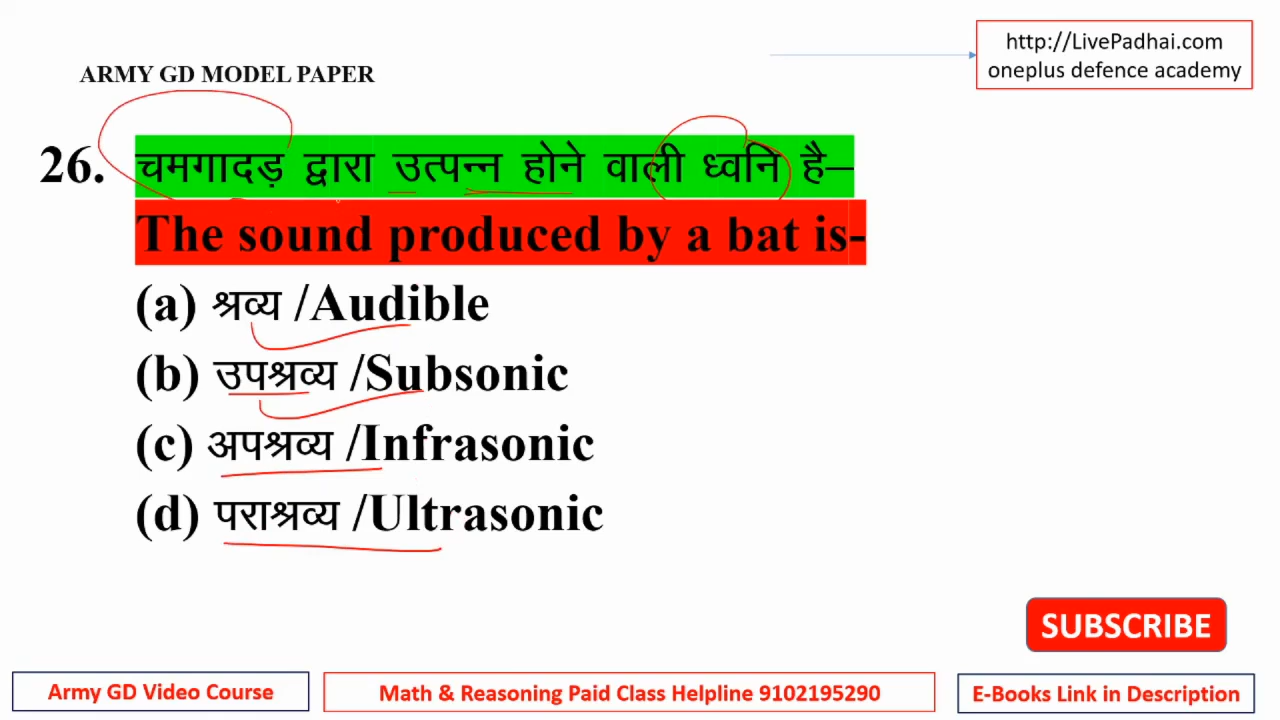 http://LivePadhai.com
oneplus defence academy
ARMY GD MODEL PAPER
26. चमगादड़ द्वारा उत्पन्न होने वाली ध्वनि है–
The sound produced by a bat is-
(a) श्रव्य /Audible
(b) उपश्रव्य /Subsonic
(c) अपश्रव्य /Infrasonic
(d) पराश्रव्य /Ultrasonic
SUBSCRIBE
Army GD Video Course
Math & Reasoning Paid Class Helpline 9102195290
E-Books Link in Description